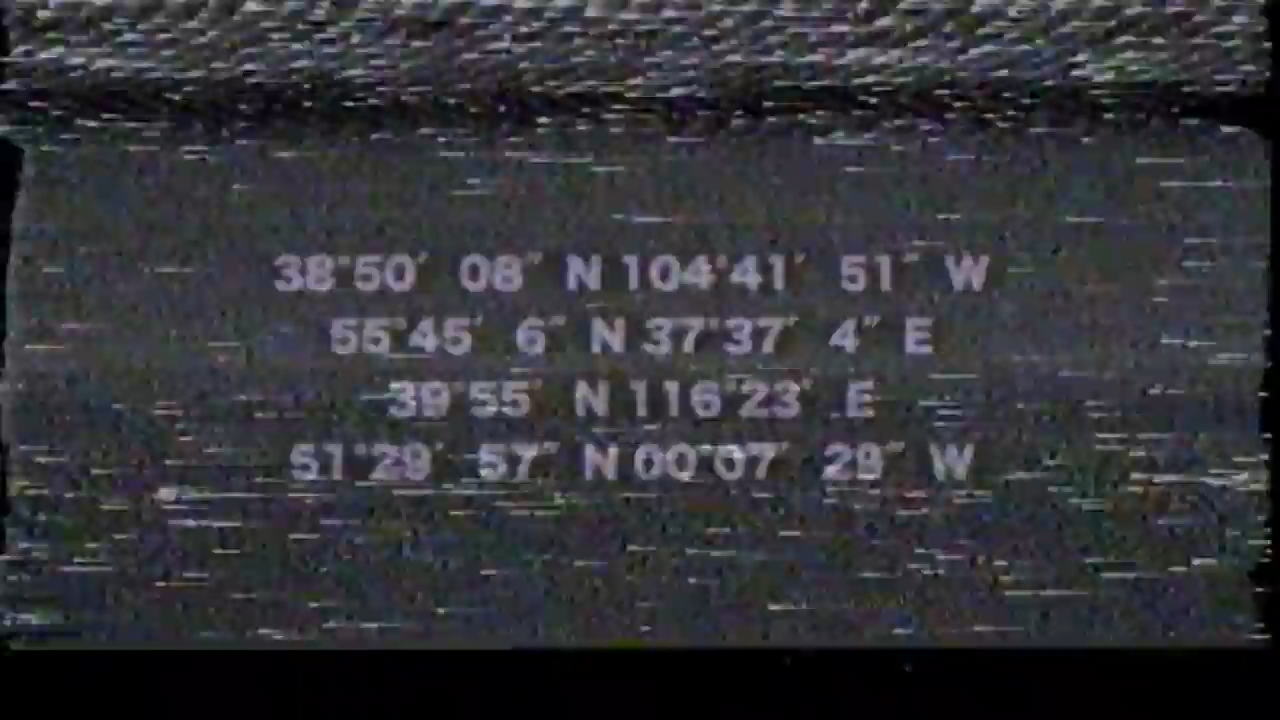 38°50′ 08″ N 104°41′ 51″ W
55°45′ 6″ N 37°37′ 4″ E
39°55′ N 116°23′ E
51°29′ 57″ N 00°07′ 29″ W